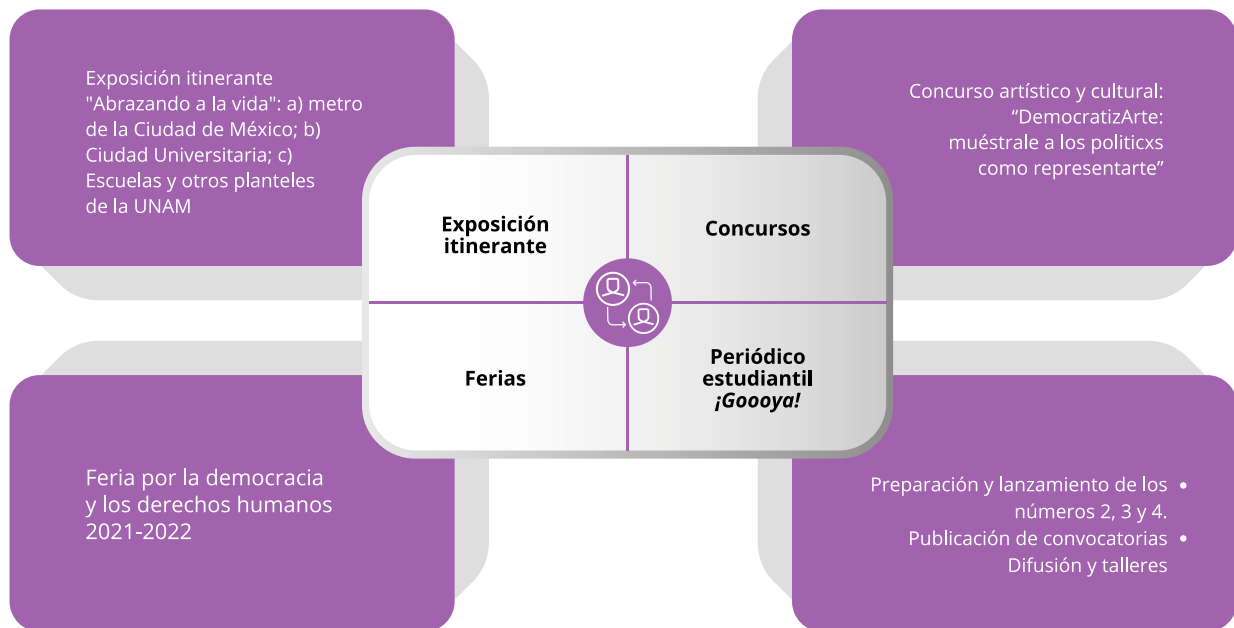 Exposición itinerante
"Abrazando a la vida": a) metro
de la Ciudad de México; b)
Ciudad Universitaria; c)
Escuelas y otros planteles
de la UNAM
Concurso artístico y cultural:
“DemocratizArte:
muéstrale a los politicxs
como representarte”
Exposición
itinerante
Concursos
Ferias
Periódico
estudiantil
¡Goooya!
Feria por la democracia
y los derechos humanos
2021-2022
Preparación y lanzamiento de los •
números 2, 3 y 4.
Publicación de convocatorias •
Difusión y talleres